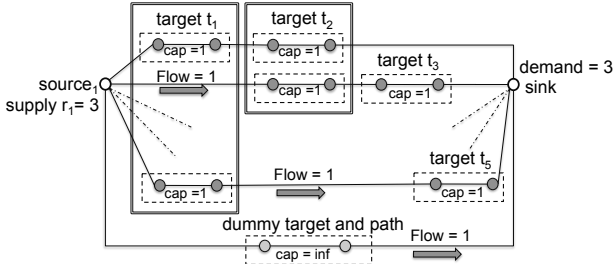 target t1 target t2
cap =1 cap =1
target t3
source1 Flow = 1 cap =1 cap =1 demand = 3
supply r1= 3 sink
target t5
Flow = 1
cap =1 cap =1
dummy target and path
Flow = 1
cap = inf